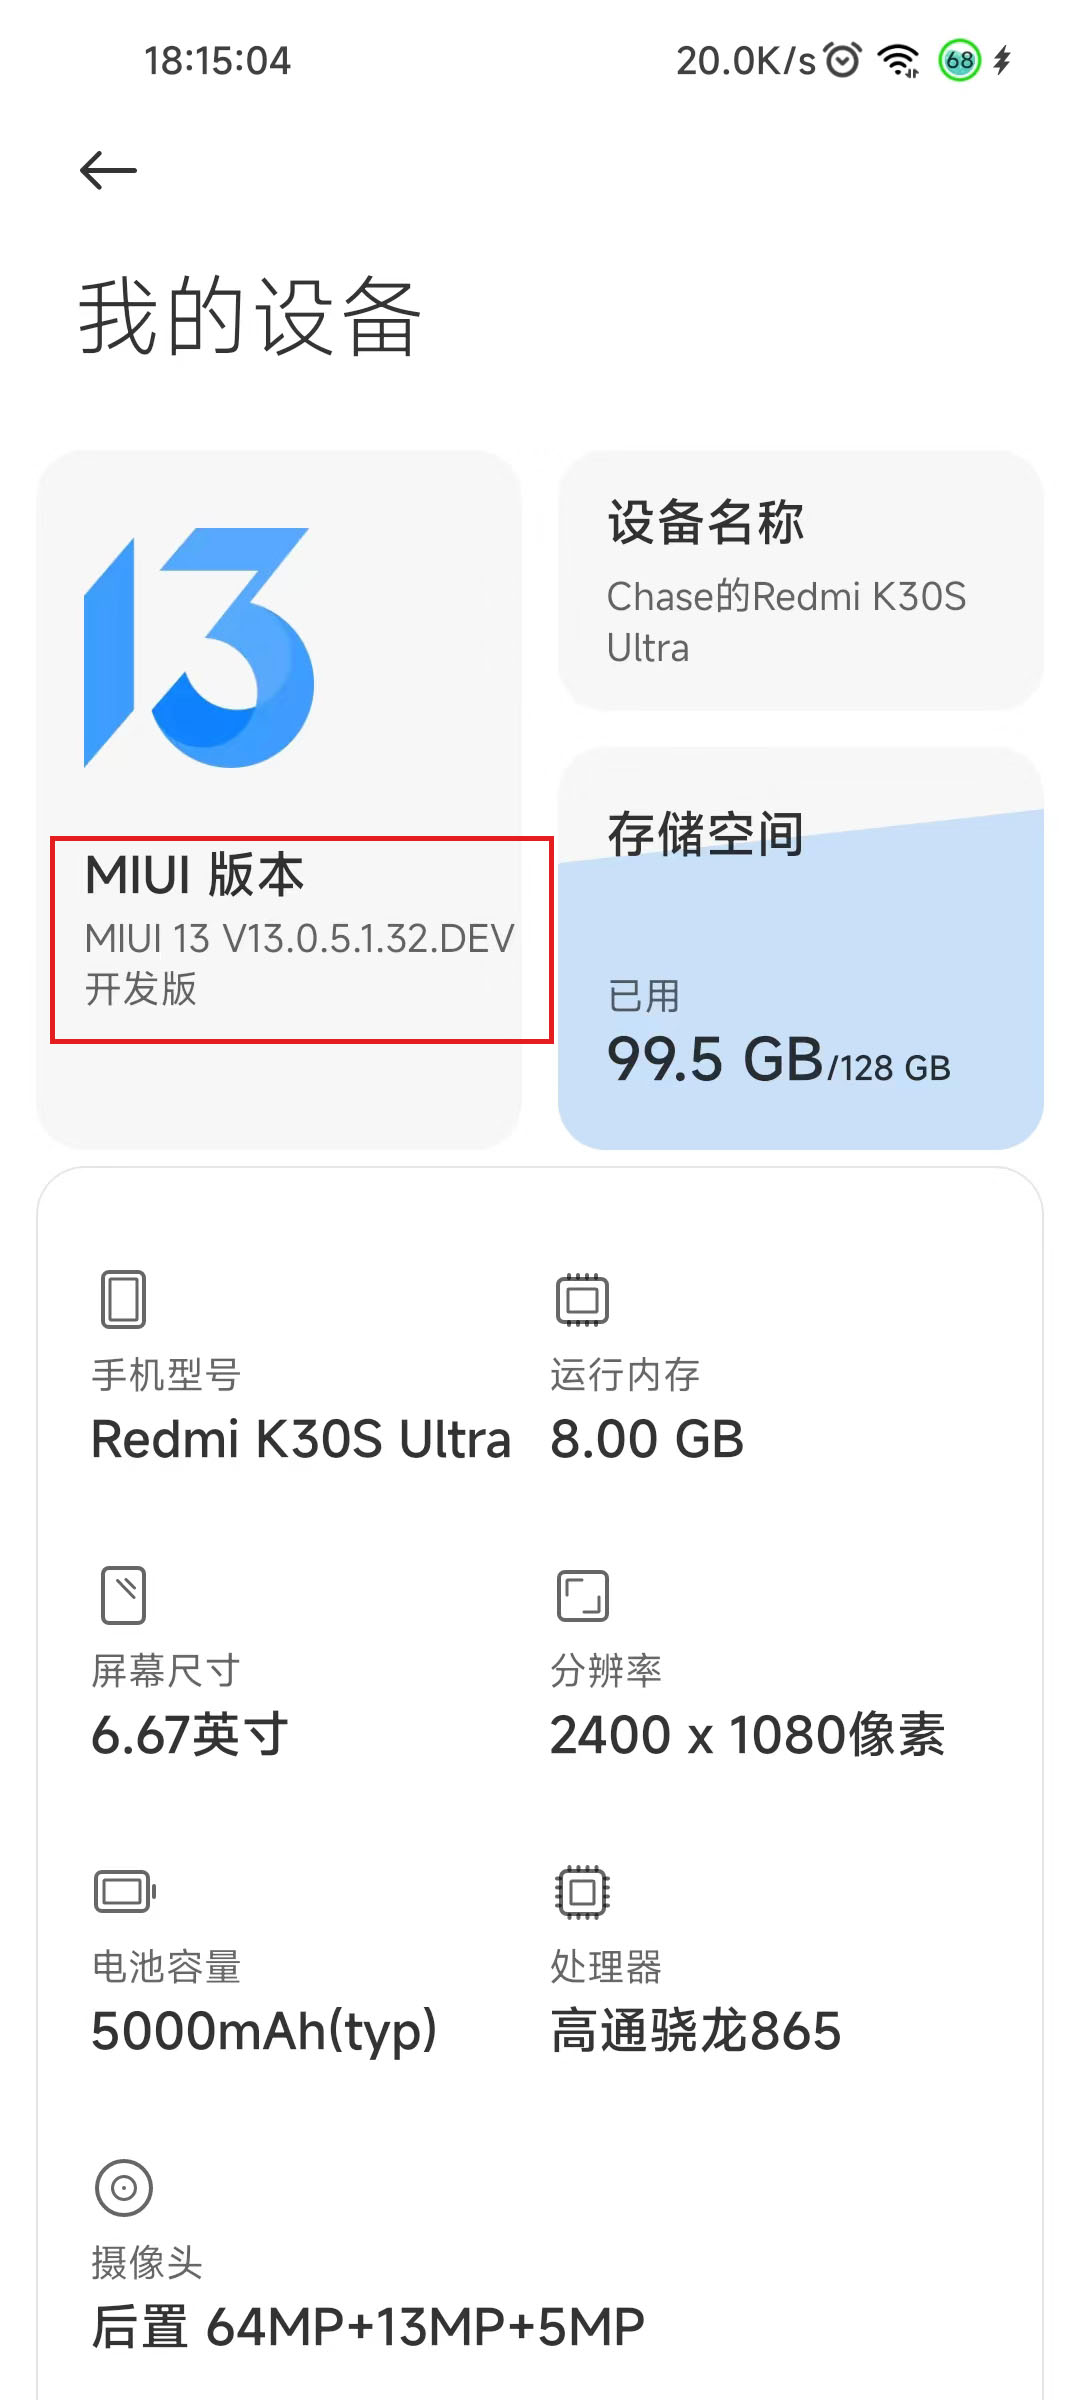 18:15:04 20.0K/s 68
我的设备
13
MIUI 版本
MIUI 13 V13.0.5.1.32.DEV
开发版
设备名称
Chase的Redmi K30S
Ultra
存储空间
已用
99.5 GB/128 GB
手机型号
Redmi K30S Ultra
运行内存
8.00 GB
屏幕尺寸
6.67英寸
分辨率
2400 x 1080像素
电池容量
5000mAh(typ)
处理器
高通骁龙865
摄像头
后置 64MP+13MP+5MP